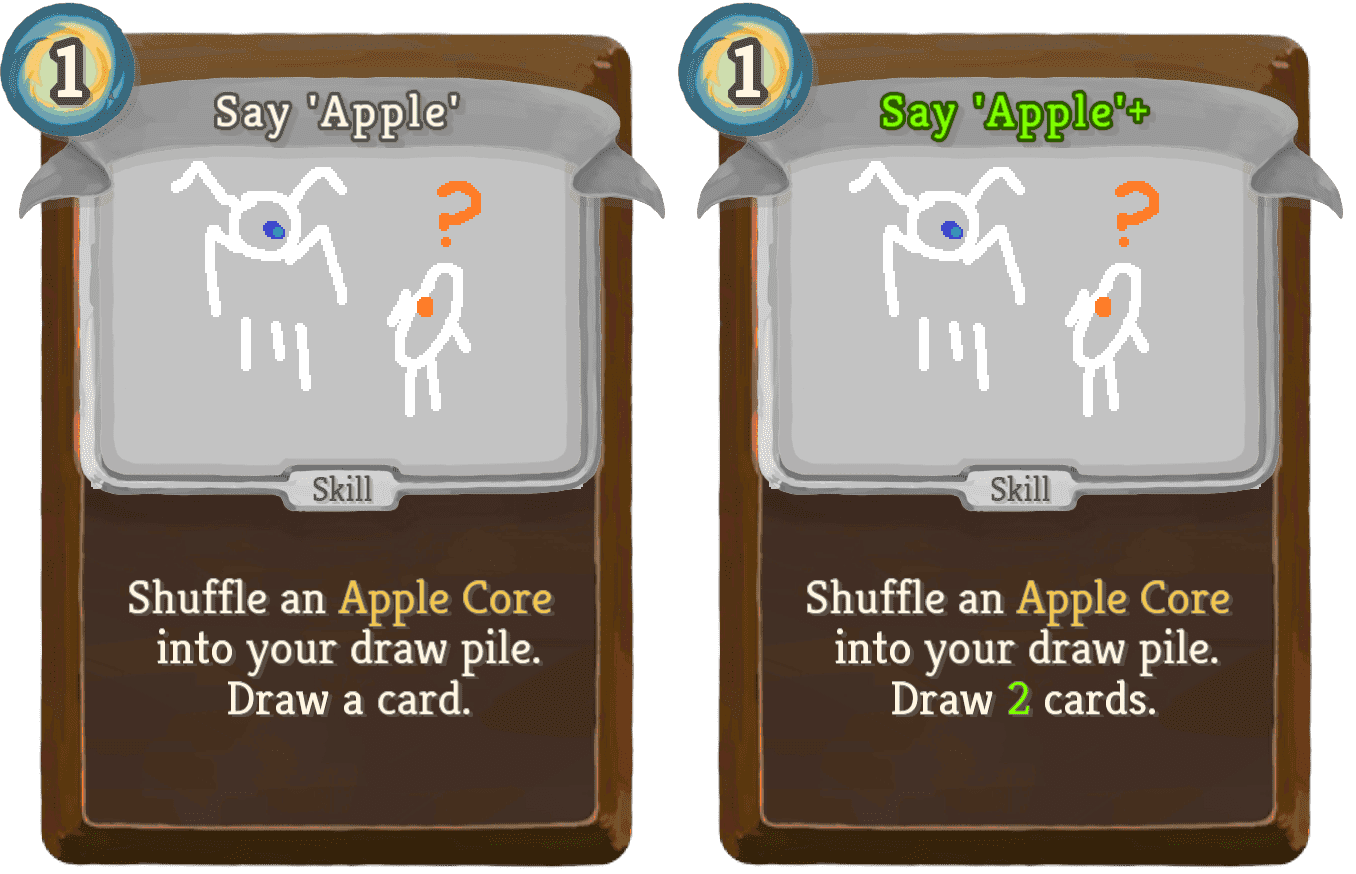 1
Say 'Apple'
?
Skill
Shuffle an Apple Core
into your draw pile.
Draw a card.
1
Say 'Apple'+
?
Skill
Shuffle an Apple Core
into your draw pile.
Draw 2 cards.